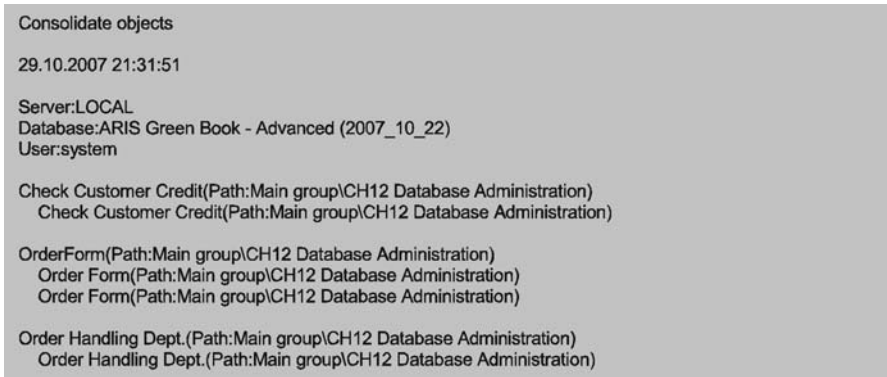 Consolidate objects
29.10.2007 21:31:51
Server:LOCAL
Database:ARIS Green Book - Advanced (2007_10_22)
User:system
Check Customer Credit(Path:Main group\CH12 Database Administration)
Check Customer Credit(Path:Main group\CH12 Database Administration)
OrderForm(Path:Main group\CH12 Database Administration)
Order Form(Path:Main group\CH12 Database Administration)
Order Form(Path:Main group\CH12 Database Administration)
Order Handling Dept.(Path:Main group\CH12 Database Administration)
Order Handling Dept.(Path:Main group\CH12 Database Administration)